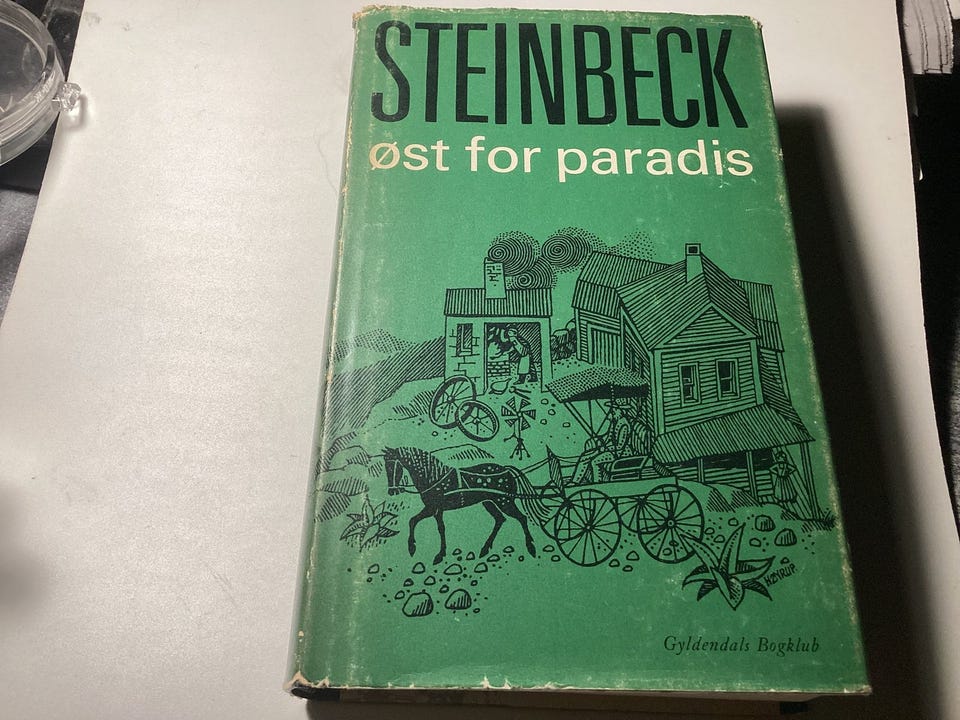 STEINBECK
øst for paradis
Gyldendals Bogklub